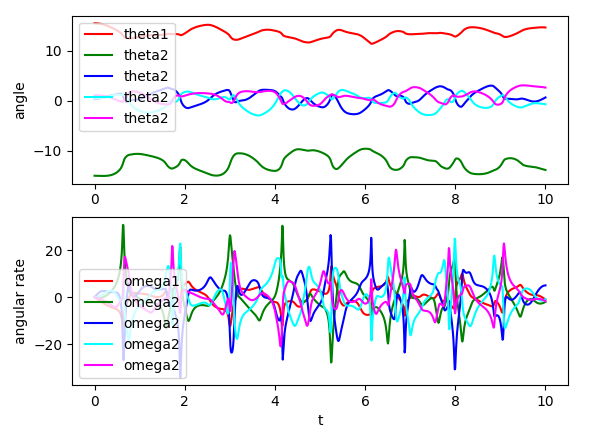 angle
10
0
−10
theta1
theta2
theta2
theta2
theta2
0 2 4 6 8 10
angular rate
20
0
−20
omega1
omega2
omega2
omega2
omega2
0 2 4 6 8 10
t